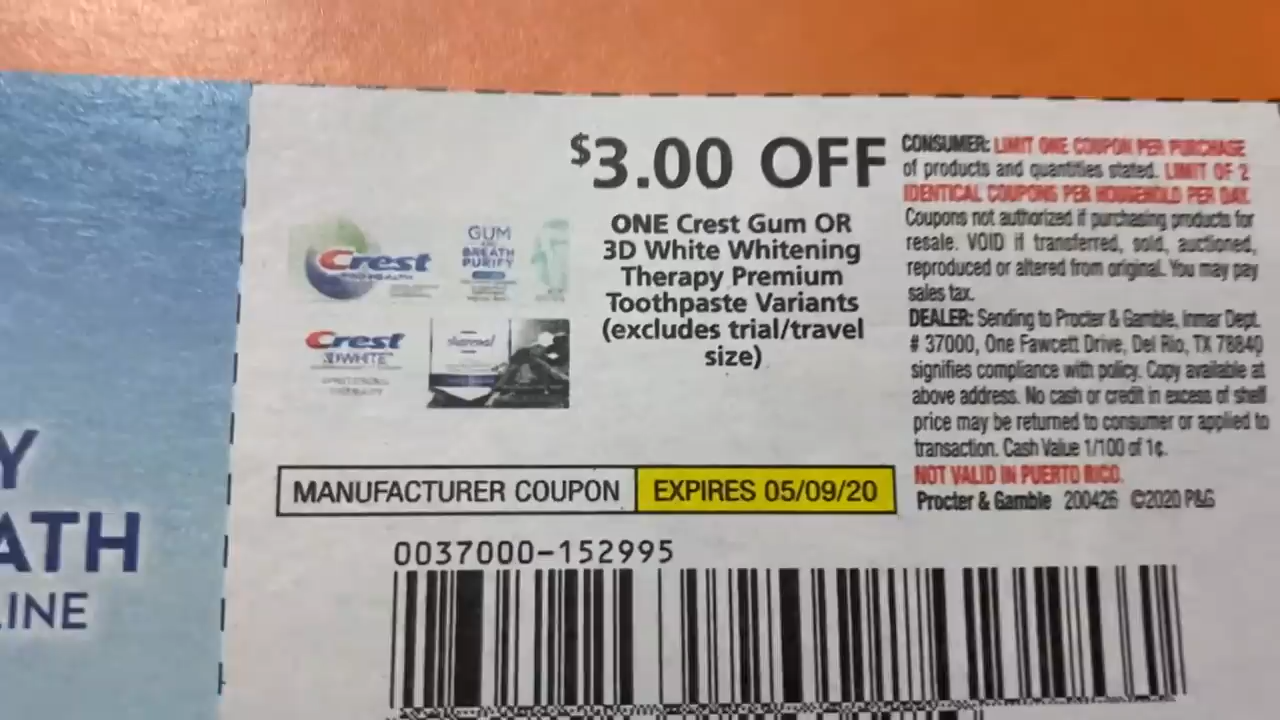 $3.00 OFF
ONE Crest Gum OR
3D White Whitening
Therapy Premium
Toothpaste Variants
(excludes trial/travel
size)
Crest
PRO-HEALTH
GUM
AND
BREATH
PURIFY
Crest
3DWHITE
WHITENING
THERAPY
charcoal
CONSUMER: LIMIT ONE COUPON PER PURCHASE
of products and quantities stated. LIMIT OF 2
IDENTICAL COUPONS PER HOUSEHOLD PER DAY.
Coupons not authorized if purchasing products for
resale. VOID if transferred, sold, auctioned,
reproduced or altered from original. You may pay
sales tax.
DEALER: Sending to Procter & Gamble, Inmar Dept.
# 37000, One Fawcett Drive, Del Rio, TX 78840
signifies compliance with policy. Copy available at
above address. No cash or credit in excess of shelf
price may be returned to consumer or applied to
transaction. Cash Value 1/100 of 1¢.
NOT VALID IN PUERTO RICO.
Procter & Gamble 200426 ©2020 P&G
MANUFACTURER COUPON EXPIRES 05/09/20
0037000-152995
Y
ATH
LINE